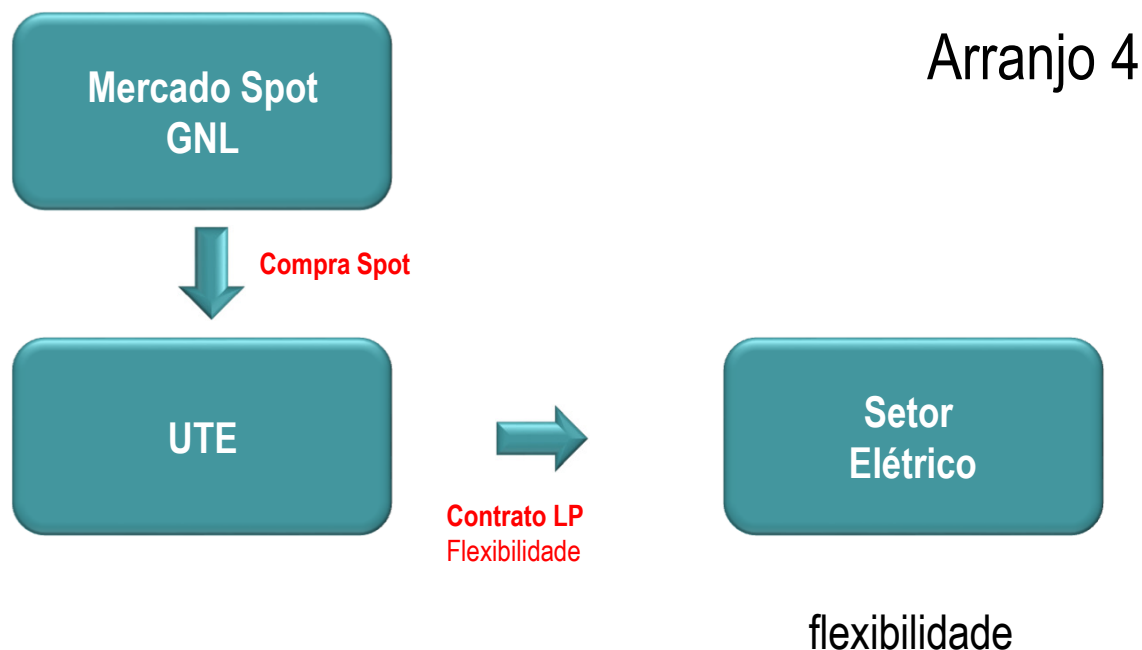 Arranjo 4
Mercado Spot
GNL
Compra Spot
UTE
Contrato LP
Flexibilidade
Setor
Elétrico
flexibilidade